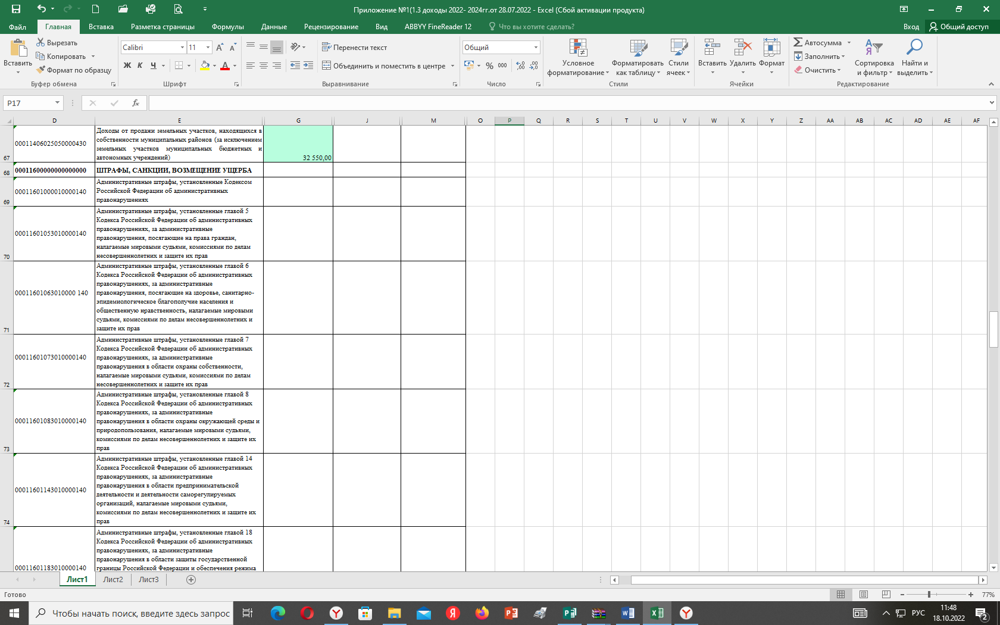 Приложение №1(1.3 доходы 2022- 2024гг.от 28.07.2022 - Excel (Сбой активации продукта)
Файл Главная Вставка Разметка страницы Формулы Данные Рецензирование Вид ABBYY FineReader 12 Что вы хотите сделать? Вход Общий доступ
Вставить
Вырезать
Копировать
Формат по образцу
Буфер обмена
Calibri 11
Ж К Ч А
Шрифт
Перенести текст
Объединить и поместить в центре
Выравнивание
Общий
% 000
Число
Условное форматирование
Форматировать как таблицу
Стили ячеек
Стили
Вставить Удалить Формат
Ячейки
Автосумма
Заполнить
Очистить
Сортировка и фильтр
Найти и выделить
Редактирование
P17 fx
D E G J M O P Q R S T U V W X Y Z AA AB AC AD AE AF
67 00011406025050000430
Доходы от продажи земельных участков, находящихся в
собственности муниципальных районов (за исключением
земельных участков муниципальных бюджетных и
автономных учреждений)
32 550,00
68 00011600000000000000 ШТРАФЫ, САНКЦИИ, ВОЗМЕЩЕНИЕ УЩЕРБА
69 00011601000010000140
Административные штрафы, установленные Кодексом
Российской Федерации об административных
правонарушениях
70 00011601053010000140
Административные штрафы, установленные главой 5
Кодекса Российской Федерации об административных
правонарушениях, за административные
правонарушения, посягающие на права граждан,
налагаемые мировыми судьями, комиссиями по делам
несовершеннолетних и защите их прав
71 00011601063010000 140
Административные штрафы, установленные главой 6
Кодекса Российской Федерации об административных
правонарушениях, за административные
правонарушения, посягающие на здоровье, санитарно-
эпидемиологическое благополучие населения и
общественную нравственность, налагаемые мировыми
судьями, комиссиями по делам несовершеннолетних и
защите их прав
72 00011601073010000140
Административные штрафы, установленные главой 7
Кодекса Российской Федерации об административных
правонарушениях, за административные
правонарушения в области охраны собственности,
налагаемые мировыми судьями, комиссиями по делам
несовершеннолетних и защите их прав
73 00011601083010000140
Административные штрафы, установленные главой 8
Кодекса Российской Федерации об административных
правонарушениях, за административные
правонарушения в области охраны окружающей среды и
природопользования, налагаемые мировыми судьями,
комиссиями по делам несовершеннолетних и защите их
прав
74 00011601143010000140
Административные штрафы, установленные главой 14
Кодекса Российской Федерации об административных
правонарушениях, за административные
правонарушения в области предпринимательской
деятельности и деятельности саморегулируемых
организаций, налагаемые мировыми судьями,
комиссиями по делам несовершеннолетних и защите их
прав
00011601183010000140
Административные штрафы, установленные главой 18
Кодекса Российской Федерации об административных
правонарушениях, за административные
правонарушения в области защиты государственной
границы Российской Федерации и обеспечения режима
Лист1 Лист2 Лист3
Готово 77%
Чтобы начать поиск, введите здесь запрос
РУС 11:48
18.10.2022 2